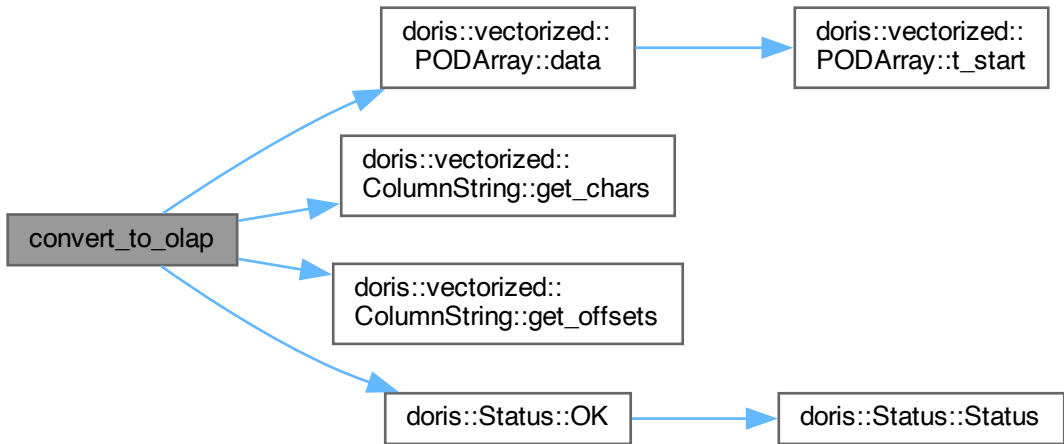 doris::vectorized::
PODArray::data
doris::vectorized::
PODArray::t_start
doris::vectorized::
ColumnString::get_chars
convert_to_olap
doris::vectorized::
ColumnString::get_offsets
doris::Status::OK
doris::Status::Status